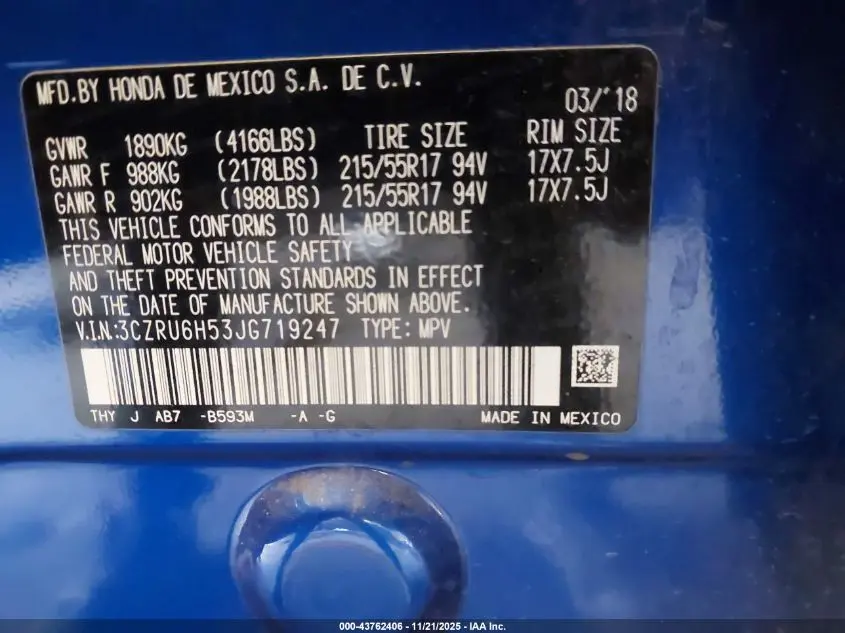 MFD. BY HONDA DE MEXICO S.A. DE C.V.
03/'18
GVWR 1890KG (4166LBS) TIRE SIZE RIM SIZE
GAWR F 988KG (2178LBS) 215/55R17 94V 17X7.5J
GAWR R 902KG (1988LBS) 215/55R17 94V 17X7.5J
THIS VEHICLE CONFORMS TO ALL APPLICABLE
FEDERAL MOTOR VEHICLE SAFETY
AND THEFT PREVENTION STANDARDS IN EFFECT
ON THE DATE OF MANUFACTURE SHOWN ABOVE.
V.I.N.:3CZRU6H53JG719247 TYPE: MPV
THY J AB7 -B593M -A -G MADE IN MEXICO
000-43762406 - 11/21/2025 - IAA Inc.